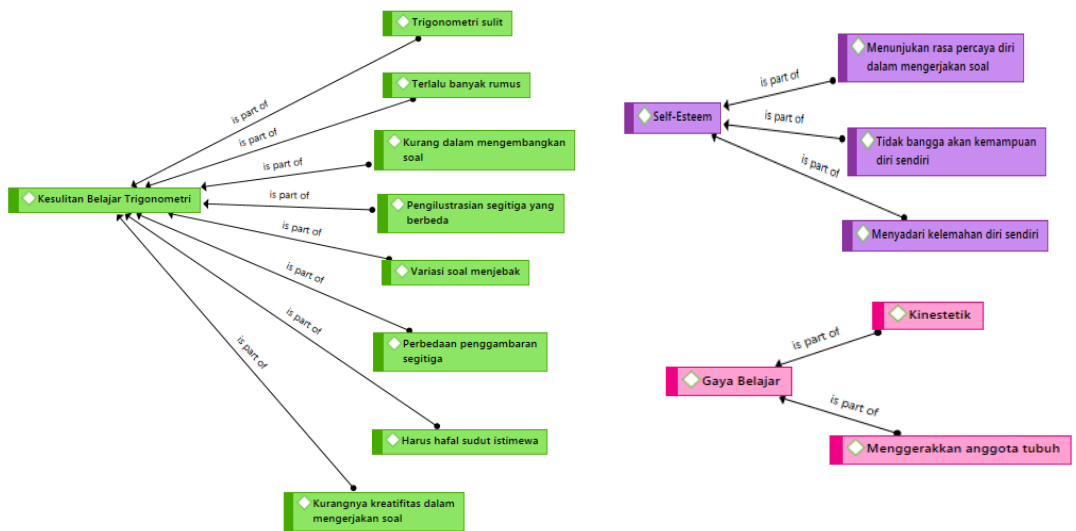 Trigonometri sulit
is part of
Terlalu banyak rumus
is part of
Kurang dalam mengembangkan
soal
is part of
Kesulitan Belajar Trigonometri
is part of
Pengilustrasian segitiga yang
berbeda
is part of
Variasi soal menjebak
is part of
Perbedaan penggambaran
segitiga
is part of
Harus hafal sudut istimewa
is part of
Kurangnya kreatifitas dalam
mengerjakan soal
Menunjukan rasa percaya diri
dalam mengerjakan soal
is part of
Self-Esteem
is part of
Tidak bangga akan kemampuan
diri sendiri
is part of
Menyadari kelemahan diri sendiri
Kinestetik
is part of
Gaya Belajar
is part of
Menggerakkan anggota tubuh